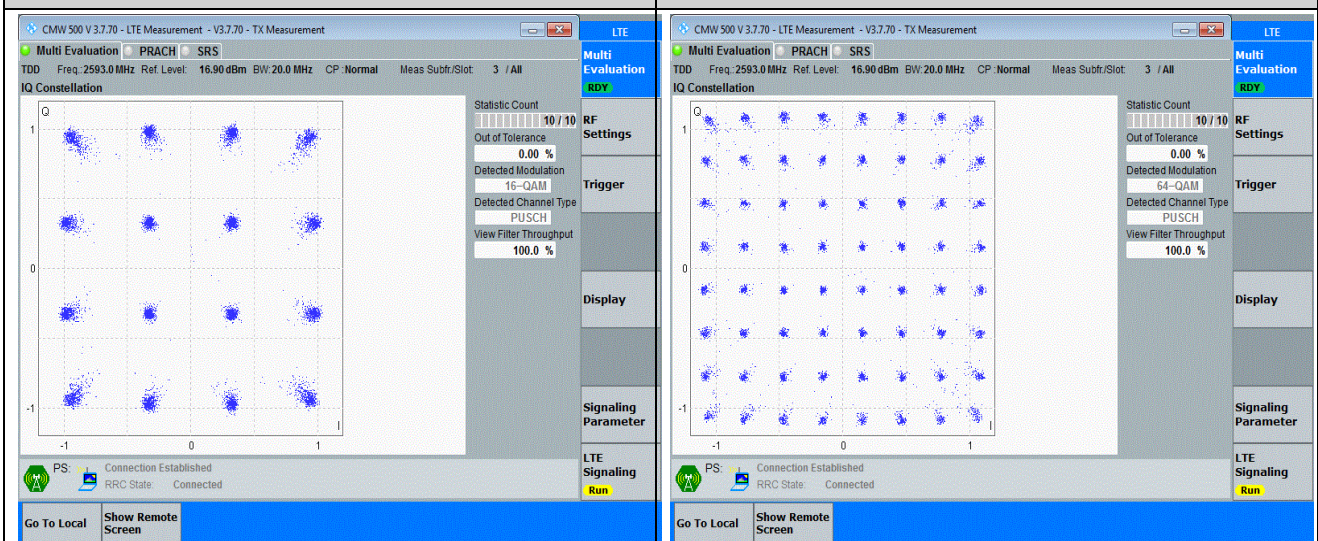 CMW 500 V 3.7.70 - LTE Measurement - V3.7.70 - TX Measurement
LTE
Multi Evaluation PRACH SRS
Multi
Evaluation
RDY
TDD Freq.: 2593.0 MHz Ref. Level: 16.90 dBm BW: 20.0 MHz CP : Normal Meas Subfr./Slot: 3 / All
IQ Constellation
Q
1
0
-1
-1 0 1
I
Statistic Count
10 / 10
Out of Tolerance
0.00 %
Detected Modulation
16-QAM
Detected Channel Type
PUSCH
View Filter Throughput
100.0 %
RF
Settings
Trigger
Display
Signaling
Parameter
LTE
Signaling
Run
PS: Connection Established
RRC State: Connected
Go To Local
Show Remote
Screen
CMW 500 V 3.7.70 - LTE Measurement - V3.7.70 - TX Measurement
LTE
Multi Evaluation PRACH SRS
Multi
Evaluation
RDY
TDD Freq.: 2593.0 MHz Ref. Level: 16.90 dBm BW: 20.0 MHz CP : Normal Meas Subfr./Slot: 3 / All
IQ Constellation
Q
1
0
-1
-1 0 1
I
Statistic Count
10 / 10
Out of Tolerance
0.00 %
Detected Modulation
64-QAM
Detected Channel Type
PUSCH
View Filter Throughput
100.0 %
RF
Settings
Trigger
Display
Signaling
Parameter
LTE
Signaling
Run
PS: Connection Established
RRC State: Connected
Go To Local
Show Remote
Screen